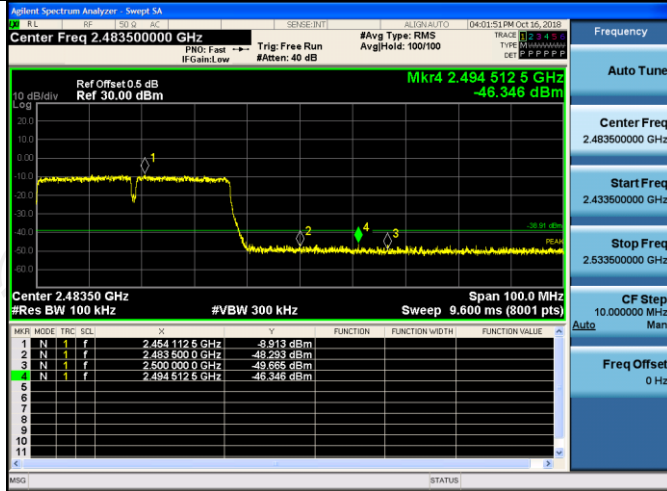 Agilent Spectrum Analyzer - Swept SA
RL RF 50 Ω AC SENSE:INT ALIGNAUTO 04:01:51PM Oct 16, 2018
Center Freq 2.483500000 GHz #Avg Type: RMS TRACE 1 2 3 4 5 6
PNO: Fast Trig: Free Run Avg|Hold: 100/100 TYPE M
IFGain:Low #Atten: 40 dB DET P P P P P P
Frequency
Auto Tune
Mkr4 2.494 512 5 GHz
-46.346 dBm
Ref Offset 0.5 dB
10 dB/div Ref 30.00 dBm
Log
20.0
10.0
0.00
-10.0
-20.0
-30.0
-40.0
-50.0
-60.0
1
2
4
3
-38.91 dBm
PEAK
Center 2.48350 GHz Span 100.0 MHz
#Res BW 100 kHz #VBW 300 kHz Sweep 9.600 ms (8001 pts)
MKR MODE TRC SCL X Y FUNCTION FUNCTION WIDTH FUNCTION VALUE
1 N 1 f 2.454 112 5 GHz -8.913 dBm
2 N 1 f 2.483 500 0 GHz -48.293 dBm
3 N 1 f 2.500 000 0 GHz -49.665 dBm
4 N 1 f 2.494 512 5 GHz -46.346 dBm
5
6
7
8
9
10
11
MSG STATUS
Center Freq
2.483500000 GHz
Start Freq
2.433500000 GHz
Stop Freq
2.533500000 GHz
CF Step
10.000000 MHz
Auto Man
Freq Offset
0 Hz